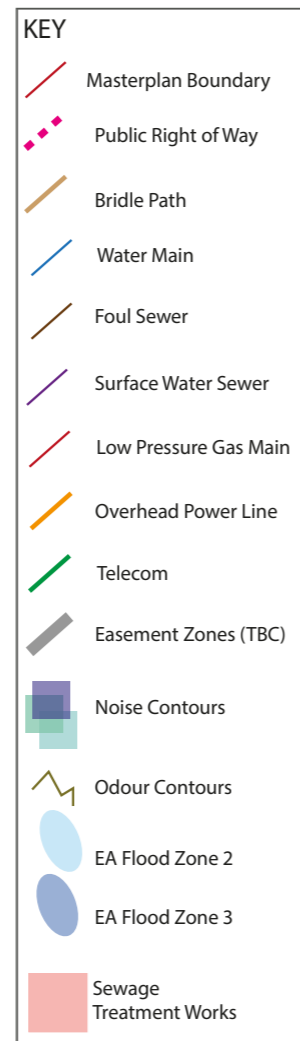 KEY
Masterplan Boundary
Public Right of Way
Bridle Path
Water Main
Foul Sewer
Surface Water Sewer
Low Pressure Gas Main
Overhead Power Line
Telecom
Easement Zones (TBC)
Noise Contours
Odour Contours
EA Flood Zone 2
EA Flood Zone 3
Sewage
Treatment Works